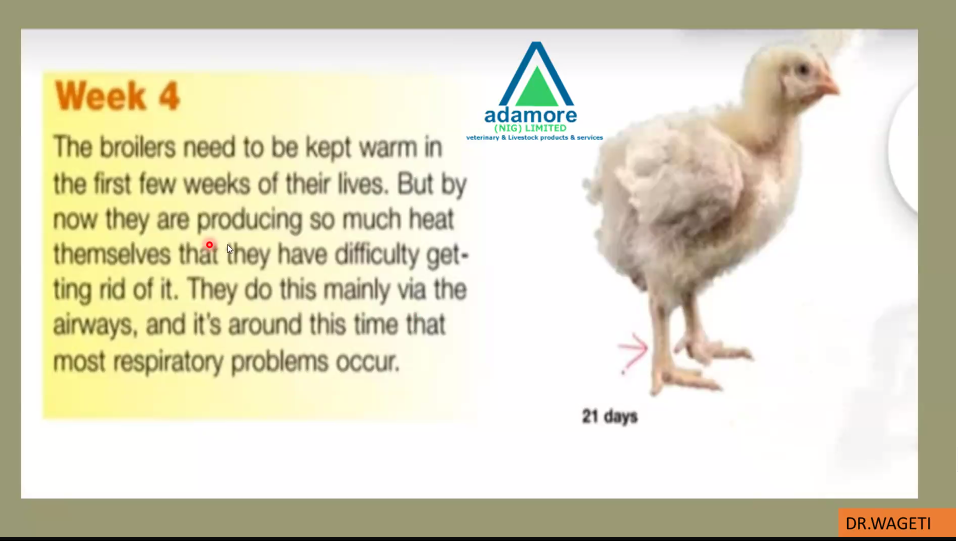 Week 4
The broilers need to be kept warm in
the first few weeks of their lives. But by
now they are producing so much heat
themselves that they have difficulty get-
ting rid of it. They do this mainly via the
airways, and it's around this time that
most respiratory problems occur.
adamore
(NIG) LIMITED
veterinary & Livestock products & services
21 days
DR.WAGETI